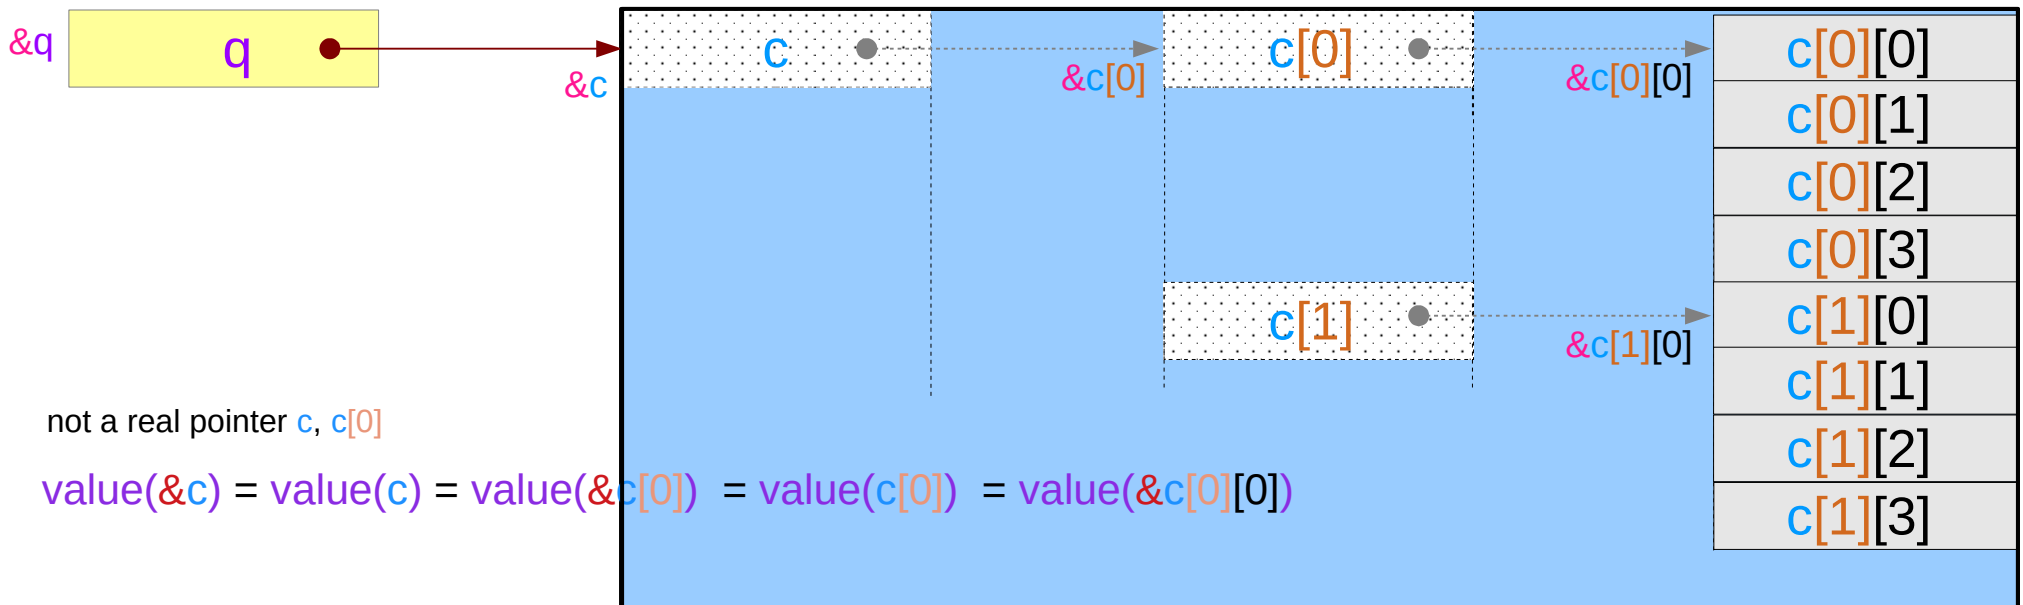 &q q c c[0] c[0][0]
&c &c[0] &c[0][0]
c[0][1]
c[0][2]
c[0][3]
c[1] c[1][0]
&c[1][0]
c[1][1]
not a real pointer c, c[0]
c[1][2]
value(&c) = value(c) = value(&c[0]) = value(c[0]) = value(&c[0][0])
c[1][3]